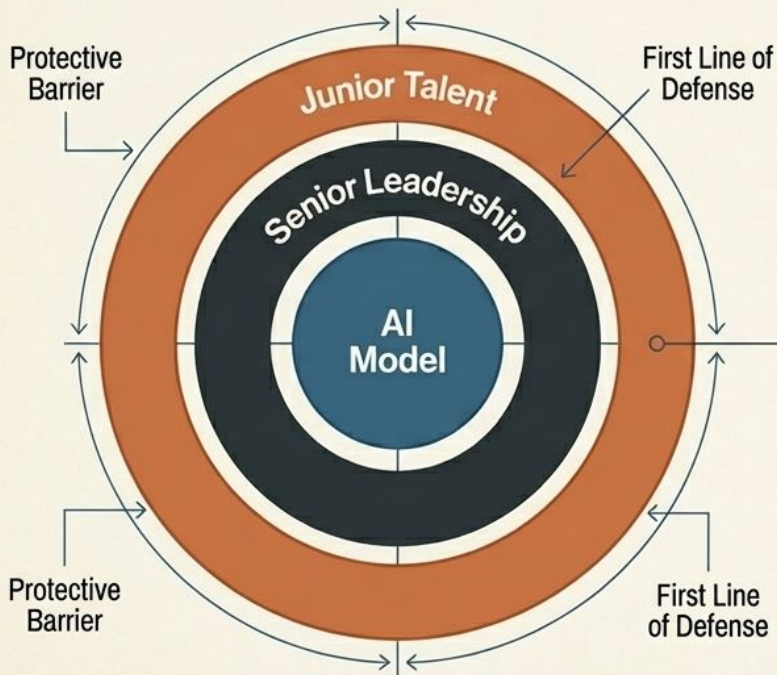 Protective
Barrier
First Line of
Defense
Junior Talent
Senior Leadership
AI
Model
Protective
Barrier
First Line
of Defense